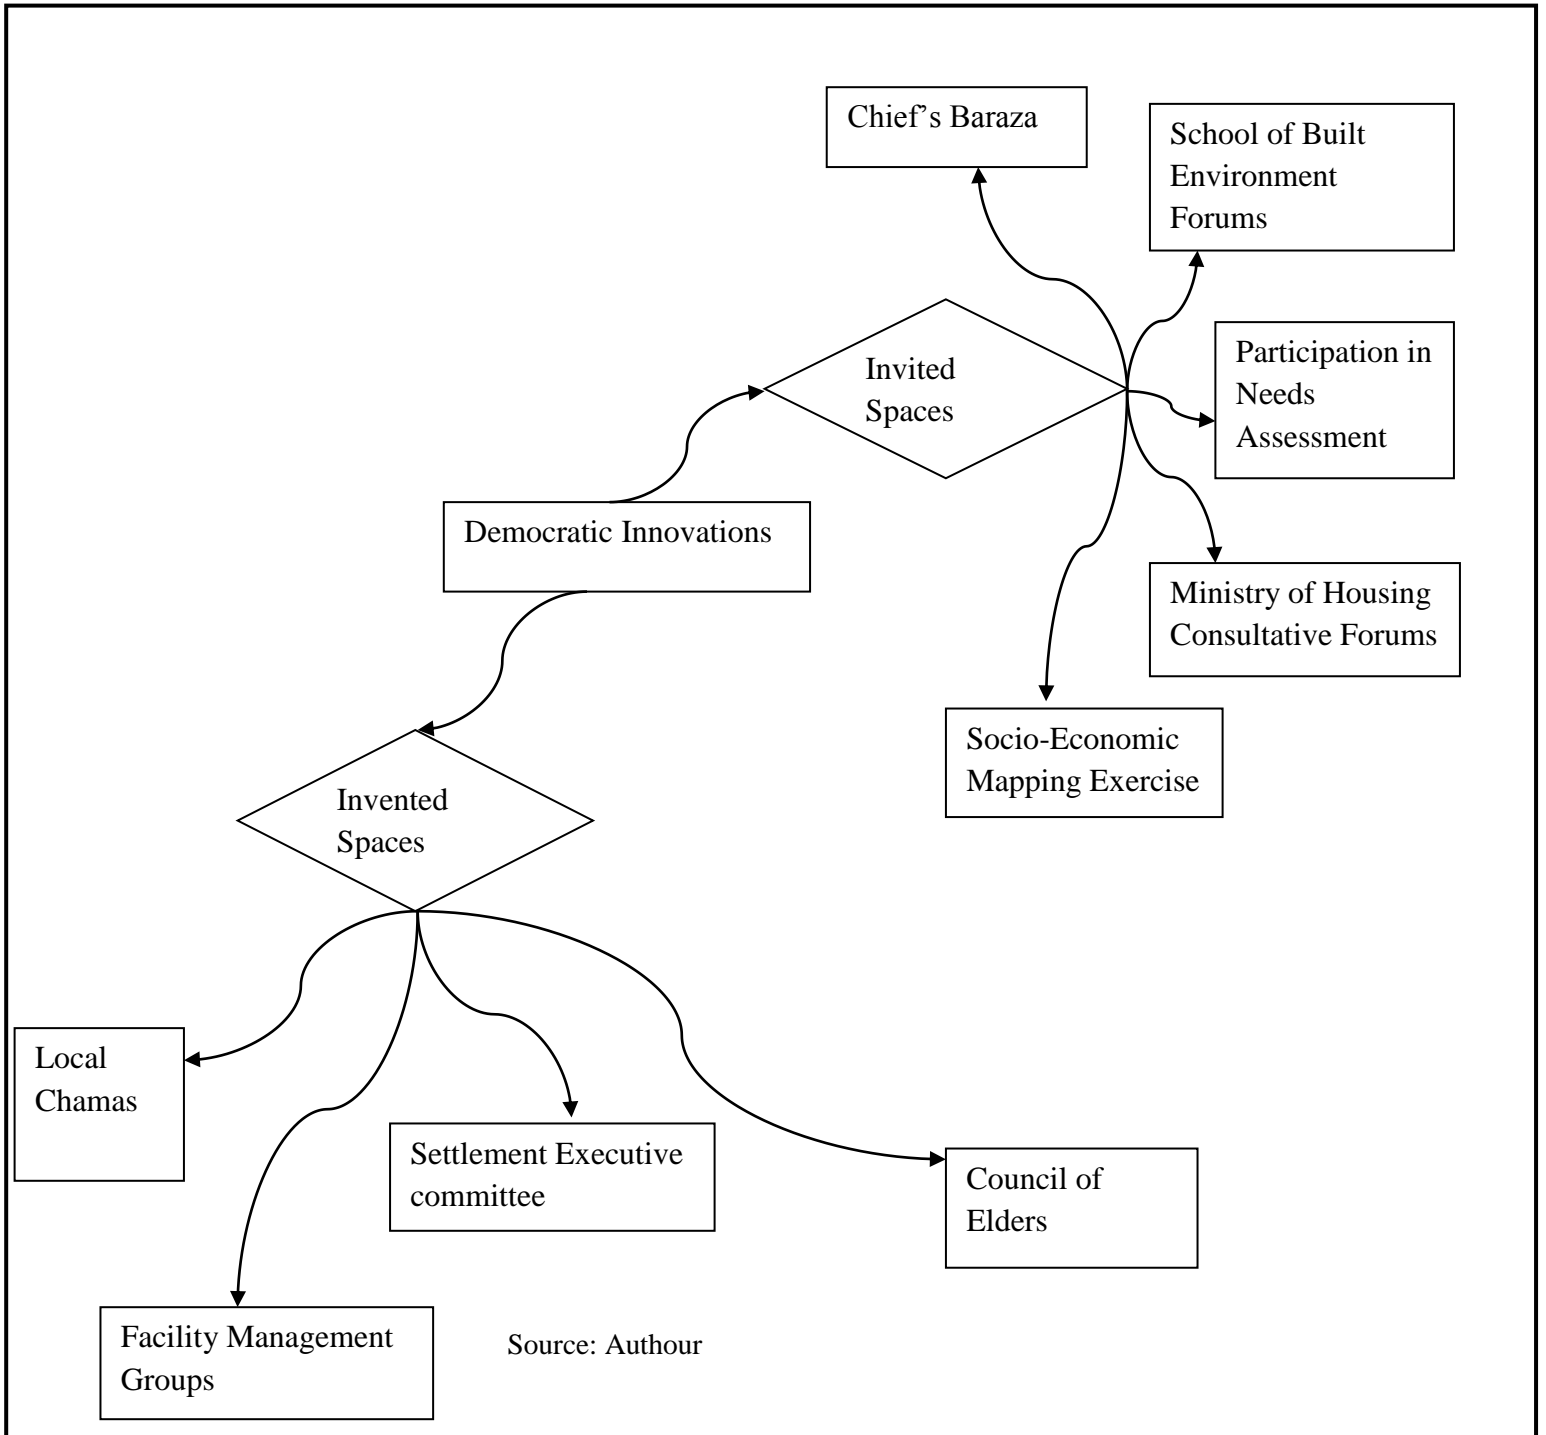 Chief’s Baraza
School of Built
Environment
Forums
Participation in
Needs
Assessment
Invited
Spaces
Democratic Innovations
Ministry of Housing
Consultative Forums
Socio-Economic
Mapping Exercise
Invented
Spaces
Local
Chamas
Settlement Executive
committee
Council of
Elders
Facility Management
Groups
Source: Authour